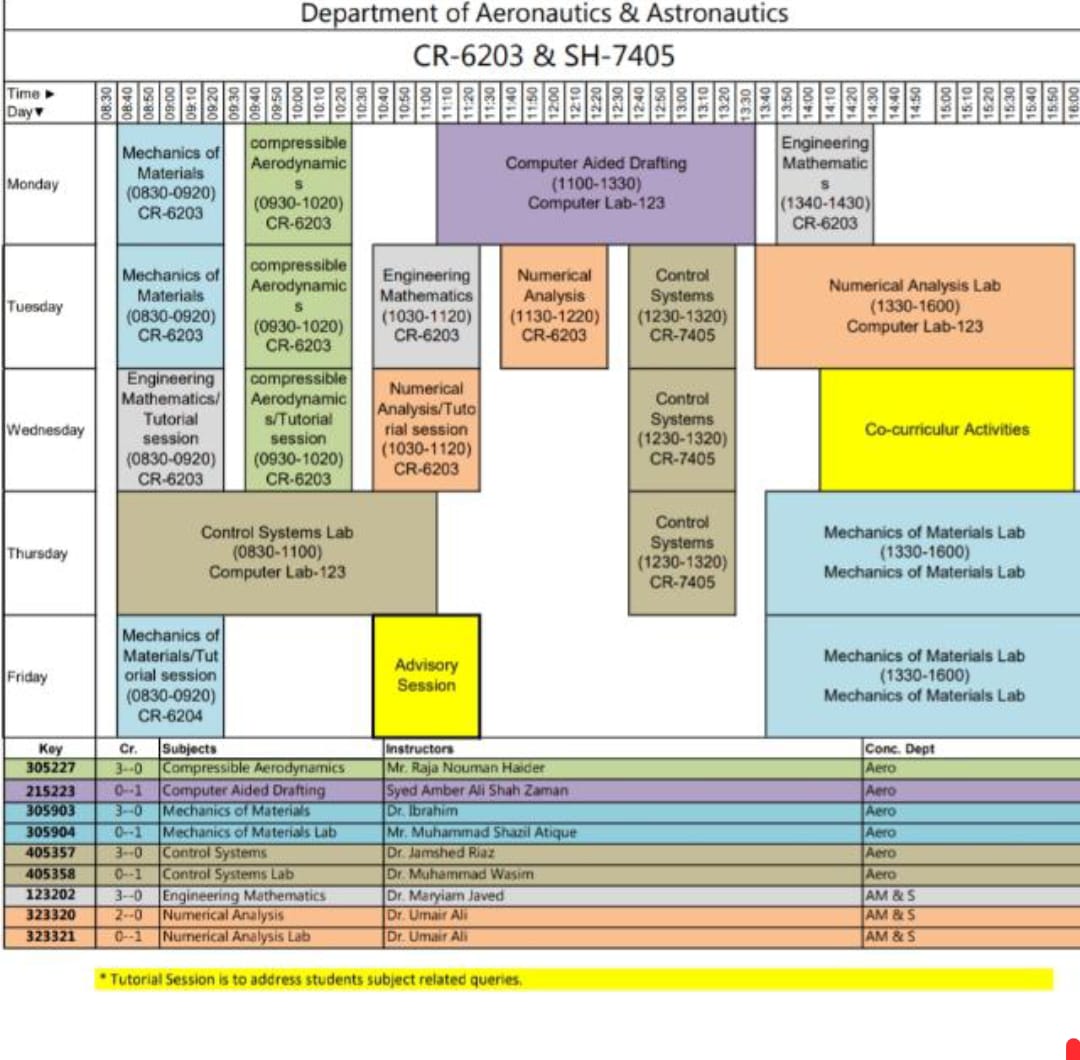 Department of Aeronautics & Astronautics
CR-6203 & SH-7405
Time ►
Day▼
08:30 08:40 08:50 09:00 09:10 09:20 09:30 09:40 09:50 10:00 10:10 10:20 10:30 10:40 10:50 11:00 11:10 11:20 11:30 11:40 11:50 12:00 12:10 12:20 12:30 12:40 12:50 13:00 13:10 13:20 13:30 13:40 13:50 14:00 14:10 14:20 14:30 14:40 14:50 15:00 15:10 15:20 15:30 15:40 15:50 16:00
Monday
Mechanics of
Materials
(0830-0920)
CR-6203
compressible
Aerodynamic
s
(0930-1020)
CR-6203
Computer Aided Drafting
(1100-1330)
Computer Lab-123
Engineering
Mathematic
s
(1340-1430)
CR-6203
Tuesday
Mechanics of
Materials
(0830-0920)
CR-6203
compressible
Aerodynamic
s
(0930-1020)
CR-6203
Engineering
Mathematics
(1030-1120)
CR-6203
Numerical
Analysis
(1130-1220)
CR-6203
Control
Systems
(1230-1320)
CR-7405
Numerical Analysis Lab
(1330-1600)
Computer Lab-123
Wednesday
Engineering
Mathematics/
Tutorial
session
(0830-0920)
CR-6203
compressible
Aerodynamic
s/Tutorial
session
(0930-1020)
CR-6203
Numerical
Analysis/Tuto
rial session
(1030-1120)
CR-6203
Control
Systems
(1230-1320)
CR-7405
Co-curriculur Activities
Thursday
Control Systems Lab
(0830-1100)
Computer Lab-123
Control
Systems
(1230-1320)
CR-7405
Mechanics of Materials Lab
(1330-1600)
Mechanics of Materials Lab
Friday
Mechanics of
Materials/Tut
orial session
(0830-0920)
CR-6204
Advisory
Session
Mechanics of Materials Lab
(1330-1600)
Mechanics of Materials Lab
Key Cr. Subjects Instructors Conc. Dept
305227 3--0 Compressible Aerodynamics Mr. Raja Nouman Haider Aero
215223 0--1 Computer Aided Drafting Syed Amber Ali Shah Zaman Aero
305903 3--0 Mechanics of Materials Dr. Ibrahim Aero
305904 0--1 Mechanics of Materials Lab Mr. Muhammad Shazil Atique Aero
405357 3--0 Control Systems Dr. Jamshed Riaz Aero
405358 0--1 Control Systems Lab Dr. Muhammad Wasim Aero
123202 3--0 Engineering Mathematics Dr. Maryiam Javed AM & S
323320 2--0 Numerical Analysis Dr. Umair Ali AM & S
323321 0--1 Numerical Analysis Lab Dr. Umair Ali AM & S
* Tutorial Session is to address students subject related queries.